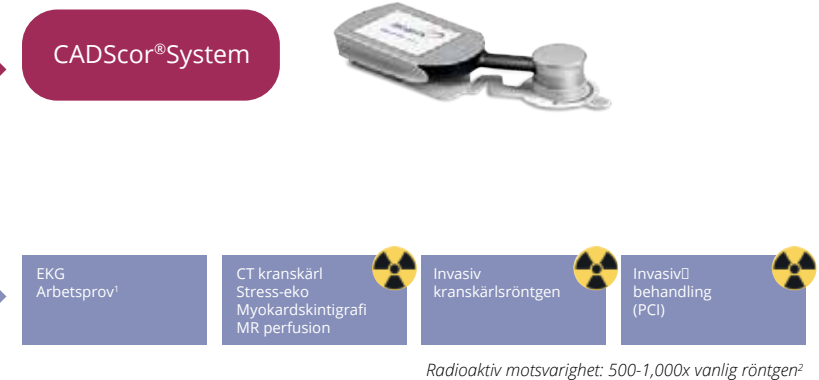 CADScor®System
EKG
Arbetsprov¹
CT kranskärl
Stress-eko
Myokardskintigrafi
MR perfusion
Invasiv
kranskärlsröntgen
Invasiv
behandling
(PCI)
Radioaktiv motsvarighet: 500-1,000x vanlig röntgen²